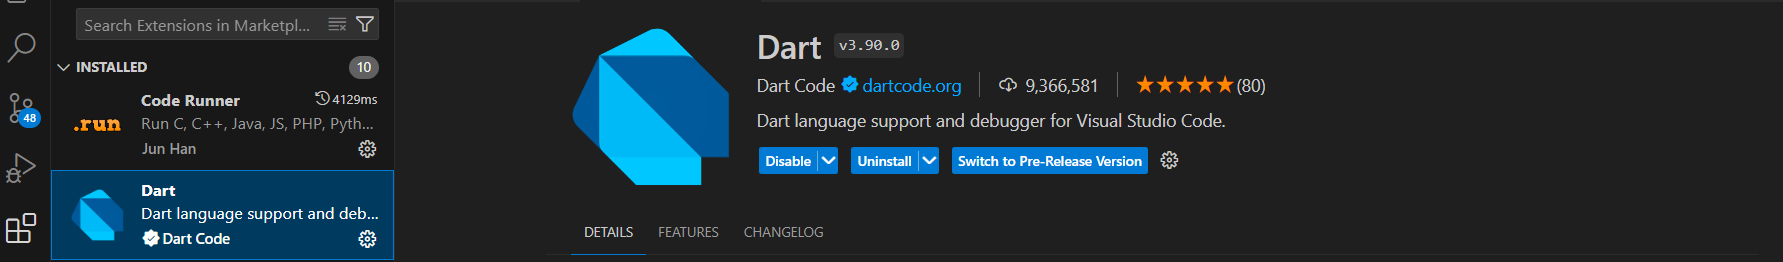 Search Extensions in Marketpl...
INSTALLED
10
Code Runner
4129ms
Run C, C++, Java, JS, PHP, Pyth...
.run
Jun Han
48
Dart
Dart language support and deb...
Dart Code
Dart
v3.90.0
Dart Code
dartcode.org
9,366,581
(80)
Dart language support and debugger for Visual Studio Code.
Disable
Uninstall
Switch to Pre-Release Version
DETAILS
FEATURES
CHANGELOG